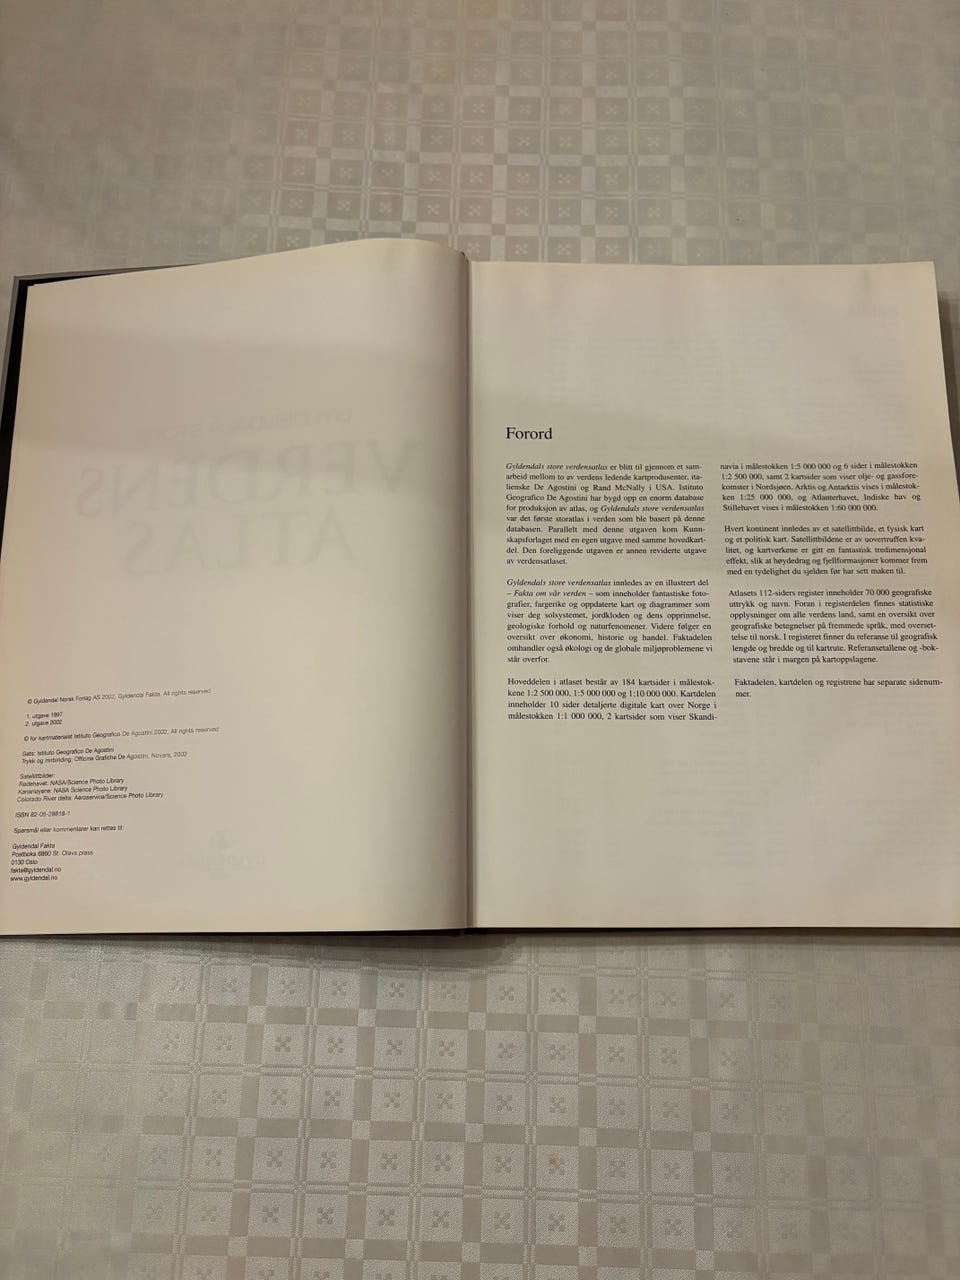 © Gyldendal Norsk Forlag AS 2002, Gyldendal Fakta. All rights reserved
1. utgave 1997
2. utgave 2002
© for kartmaterialet Istituto Geografico De Agostini 2002, All rights reserved
Sats: Istituto Geografico De Agostini
Trykk og innbinding: Officine Grafiche De Agostini, Novara, 2002
Satellittbilder:
Rødehavet: NASA/Science Photo Library
Kanariøyene: NASA Science Photo Library
Colorado River delta: Aeroservice/Science Photo Library
ISBN 82-05-29818-1
Spørsmål eller kommentarer kan rettes til:
Gyldendal Fakta
Postboks 6860 St. Olavs plass
0130 Oslo
fakta@gyldendal.no
www.gyldendal.no
Forord
Gyldendals store verdensatlas er blitt til gjennom et sam-
arbeid mellom to av verdens ledende kartprodusenter, ita-
lienske De Agostini og Rand McNally i USA. Istituto
Geografico De Agostini har bygd opp en enorm database
for produksjon av atlas, og Gyldendals store verdensatlas
var det første storatlas i verden som ble basert på denne
databasen. Parallelt med denne utgaven kom Kunn-
skapsforlaget med en egen utgave med samme hovedkart-
del. Den foreliggende utgaven er annen reviderte utgave
av verdensatlaset.
Gyldendals store verdensatlas innledes av en illustrert del
– Fakta om vår verden – som inneholder fantastiske foto-
grafier, fargerike og oppdaterte kart og diagrammer som
viser deg solsystemet, jordkloden og dens opprinnelse,
geologiske forhold og naturfenomener. Videre følger en
oversikt over økonomi, historie og handel. Faktadelen
omhandler også økologi og de globale miljøproblemene vi
står overfor.
Hoveddelen i atlaset består av 184 kartsider i målestok-
kene 1:2 500 000, 1:5 000 000 og 1:10 000 000. Kartdelen
inneholder 10 sider detaljerte digitale kart over Norge i
målestokken 1:1 000 000, 2 kartsider som viser Skandi-
navia i målestokken 1:5 000 000 og 6 sider i målestokken
1:2 500 000, samt 2 kartsider som viser olje- og gassfore-
komster i Nordsjøen. Arktis og Antarktis vises i målestok-
ken 1:25 000 000, og Atlanterhavet, Indiske hav og
Stillehavet vises i målestokken 1:60 000 000.
Hvert kontinent innledes av et satellittbilde, et fysisk kart
og et politisk kart. Satellittbildene er av uovertruffen kva-
litet, og kartverkene er gitt en fantastisk tredimensjonal
effekt, slik at høydedrag og fjellformasjoner kommer frem
med en tydelighet du sjelden før har sett maken til.
Atlasets 112-siders register inneholder 70 000 geografiske
uttrykk og navn. Foran i registerdelen finnes statistiske
opplysninger om alle verdens land, samt en oversikt over
geografiske betegnelser på fremmede språk, med overset-
telse til norsk. I registeret finner du referanse til geografisk
lengde og bredde og til kartrute. Referansetallene og -bok-
stavene står i margen på kartoppslagene.
Faktadelen, kartdelen og registrene har separate sidenum-
mer.